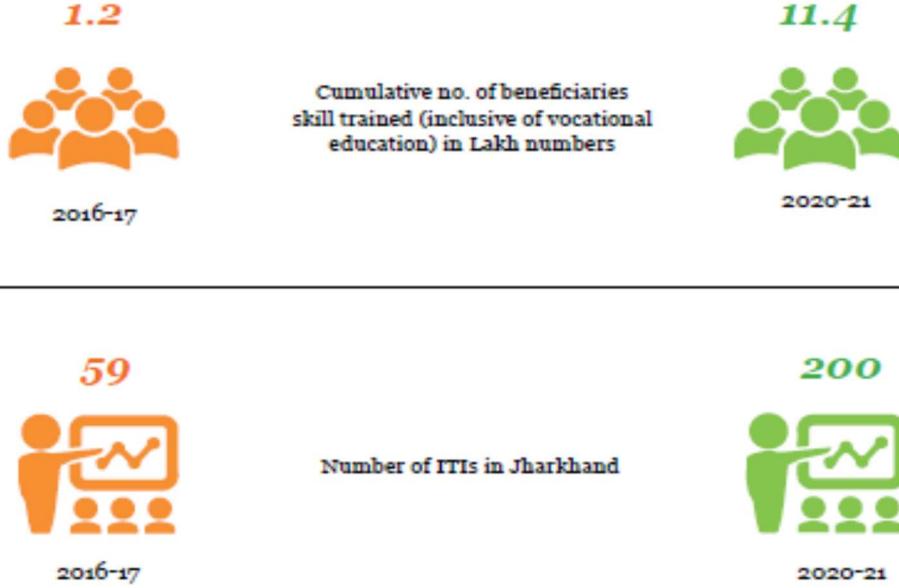 1.2
11.4
Cumulative no. of beneficiaries
skill trained (inclusive of vocational
education) in Lakh numbers
2016-17
2020-21
59
200
Number of ITIs in Jharkhand
2016-17
2020-21